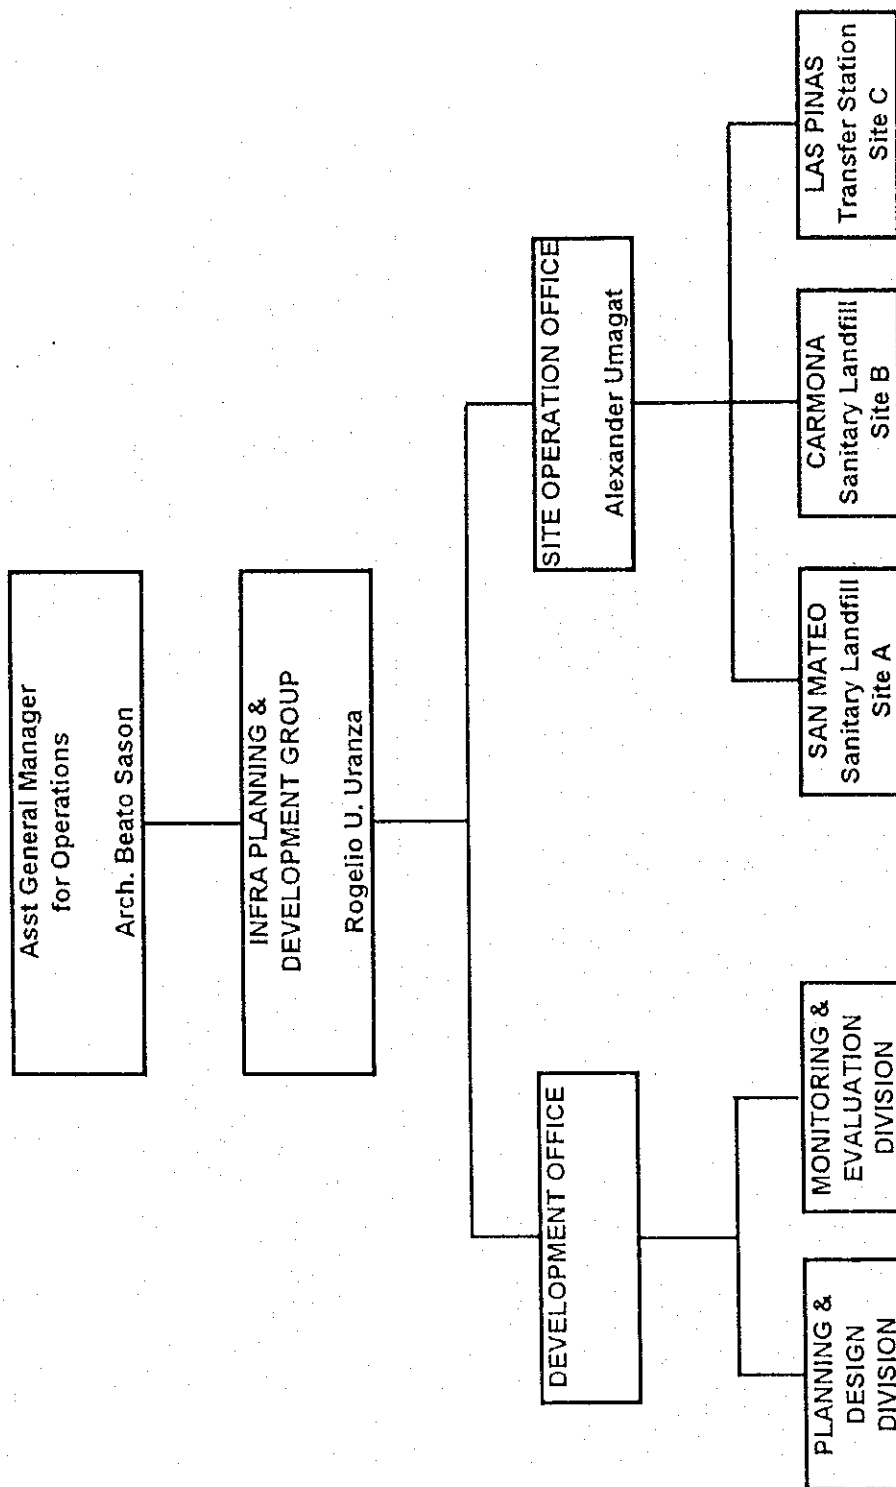 Asst General Manager
for Operations
Arch. Beato Sason
INFRA PLANNING &
DEVELOPMENT GROUP
Rogelio U. Uranza
DEVELOPMENT OFFICE
SITE OPERATION OFFICE
Alexander Umagat
PLANNING &
DESIGN
DIVISION
MONITORING &
EVALUATION
DIVISION
SAN MATEO
Sanitary Landfill
Site A
CARMONA
Sanitary Landfill
Site B
LAS PINAS
Transfer Station
Site C